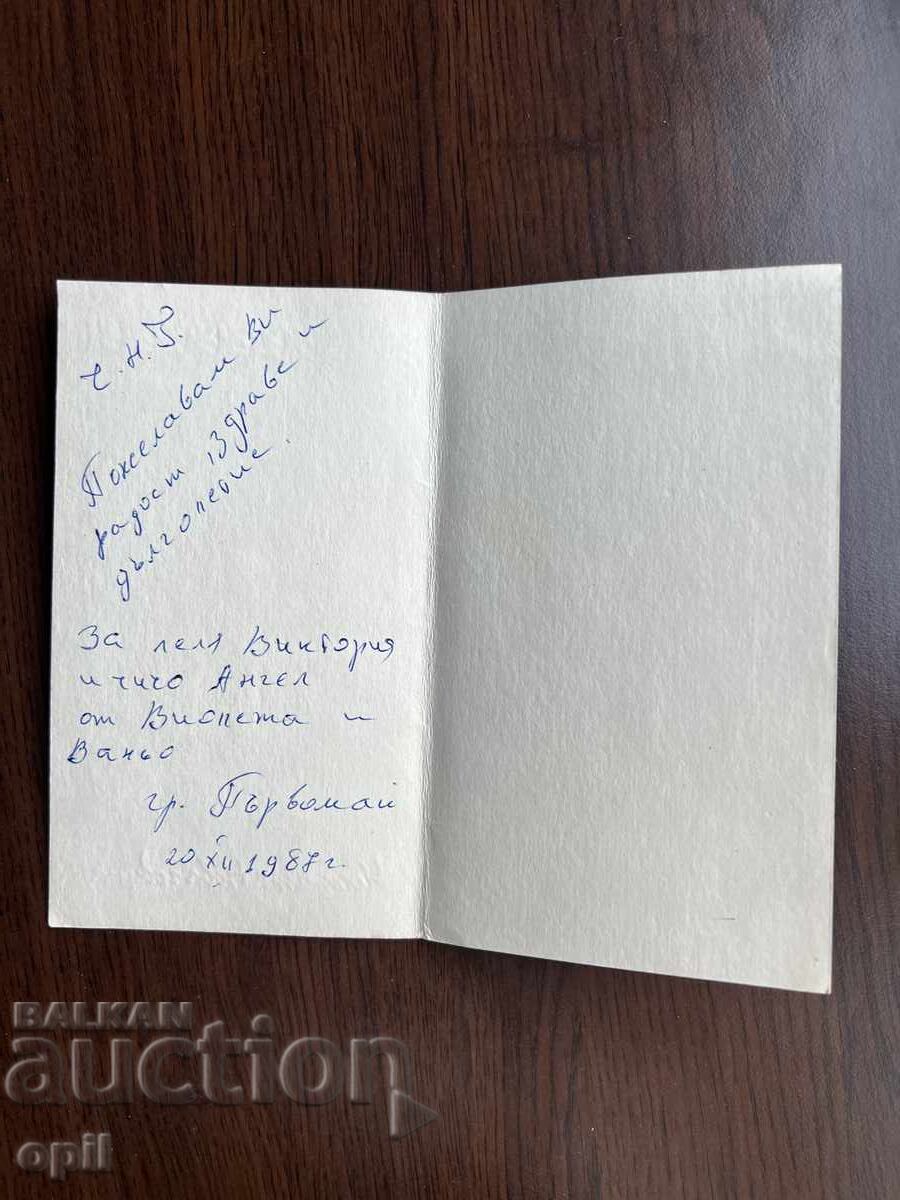 Ч.Н.Г.
Пожелавам Ви
радост, здраве и
дълголетие.
За леля Виктория
и чичо Ангел
от Виолета и
Ваньо
гр. Първомай
20 XII 1987 г.
BALKAN
auction
opil